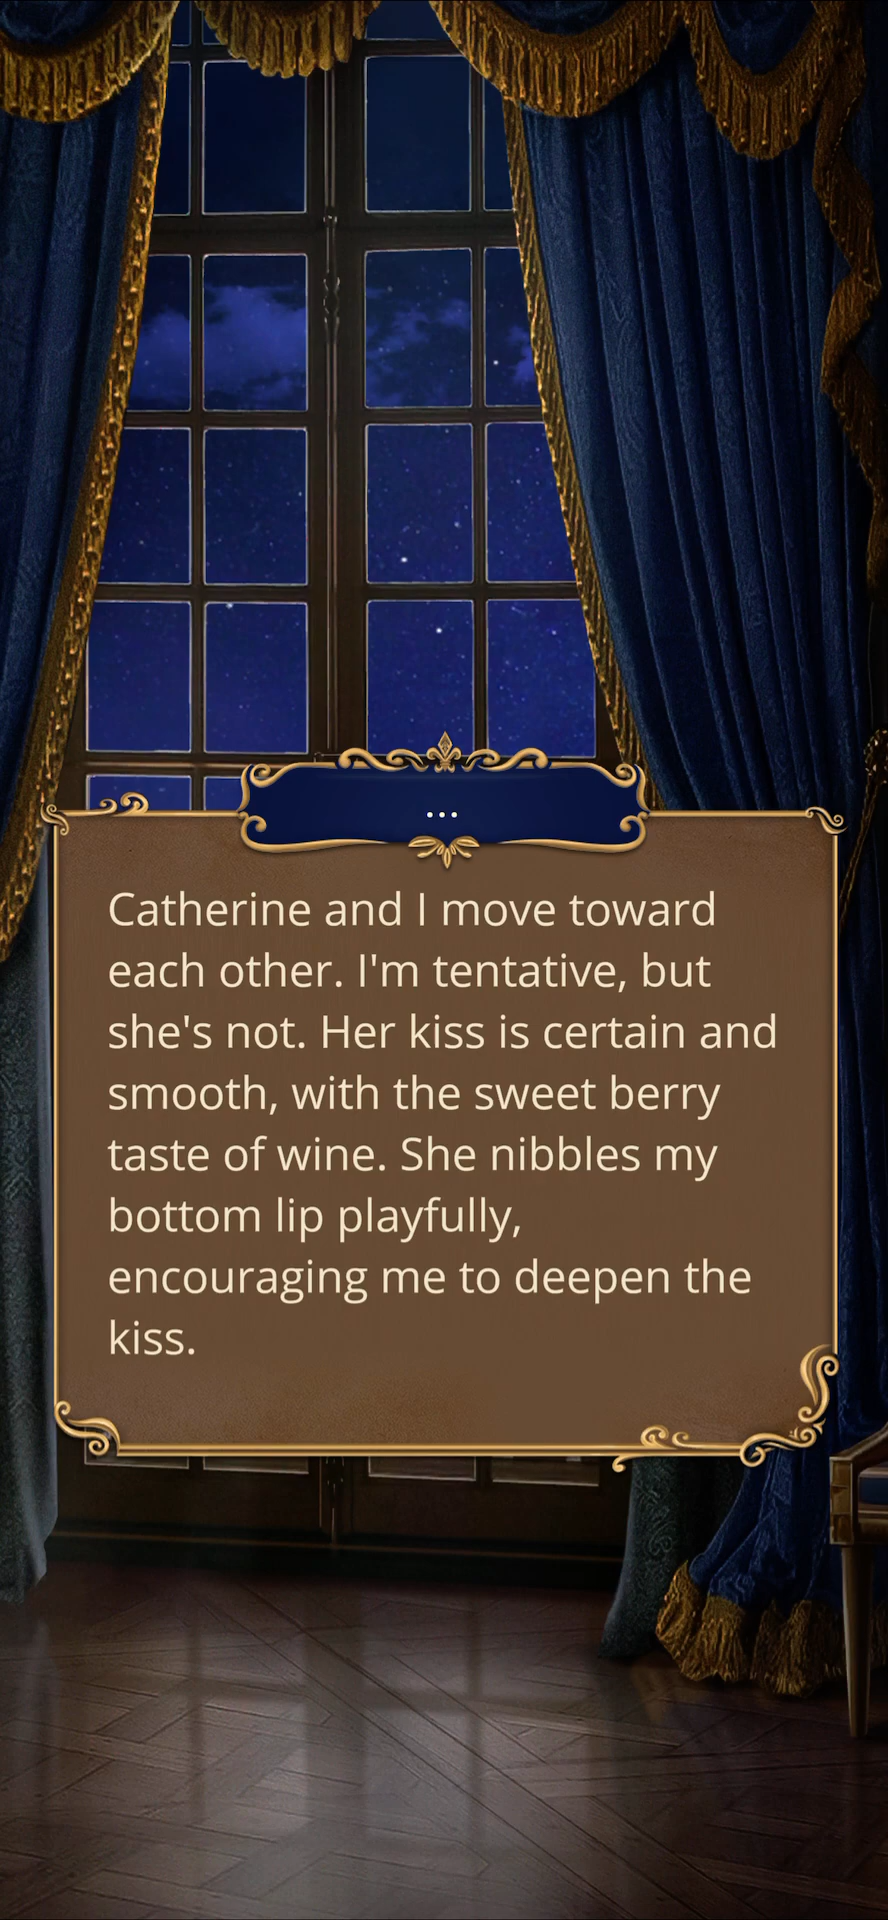 ...
Catherine and I move toward
each other. I'm tentative, but
she's not. Her kiss is certain and
smooth, with the sweet berry
taste of wine. She nibbles my
bottom lip playfully,
encouraging me to deepen the
kiss.